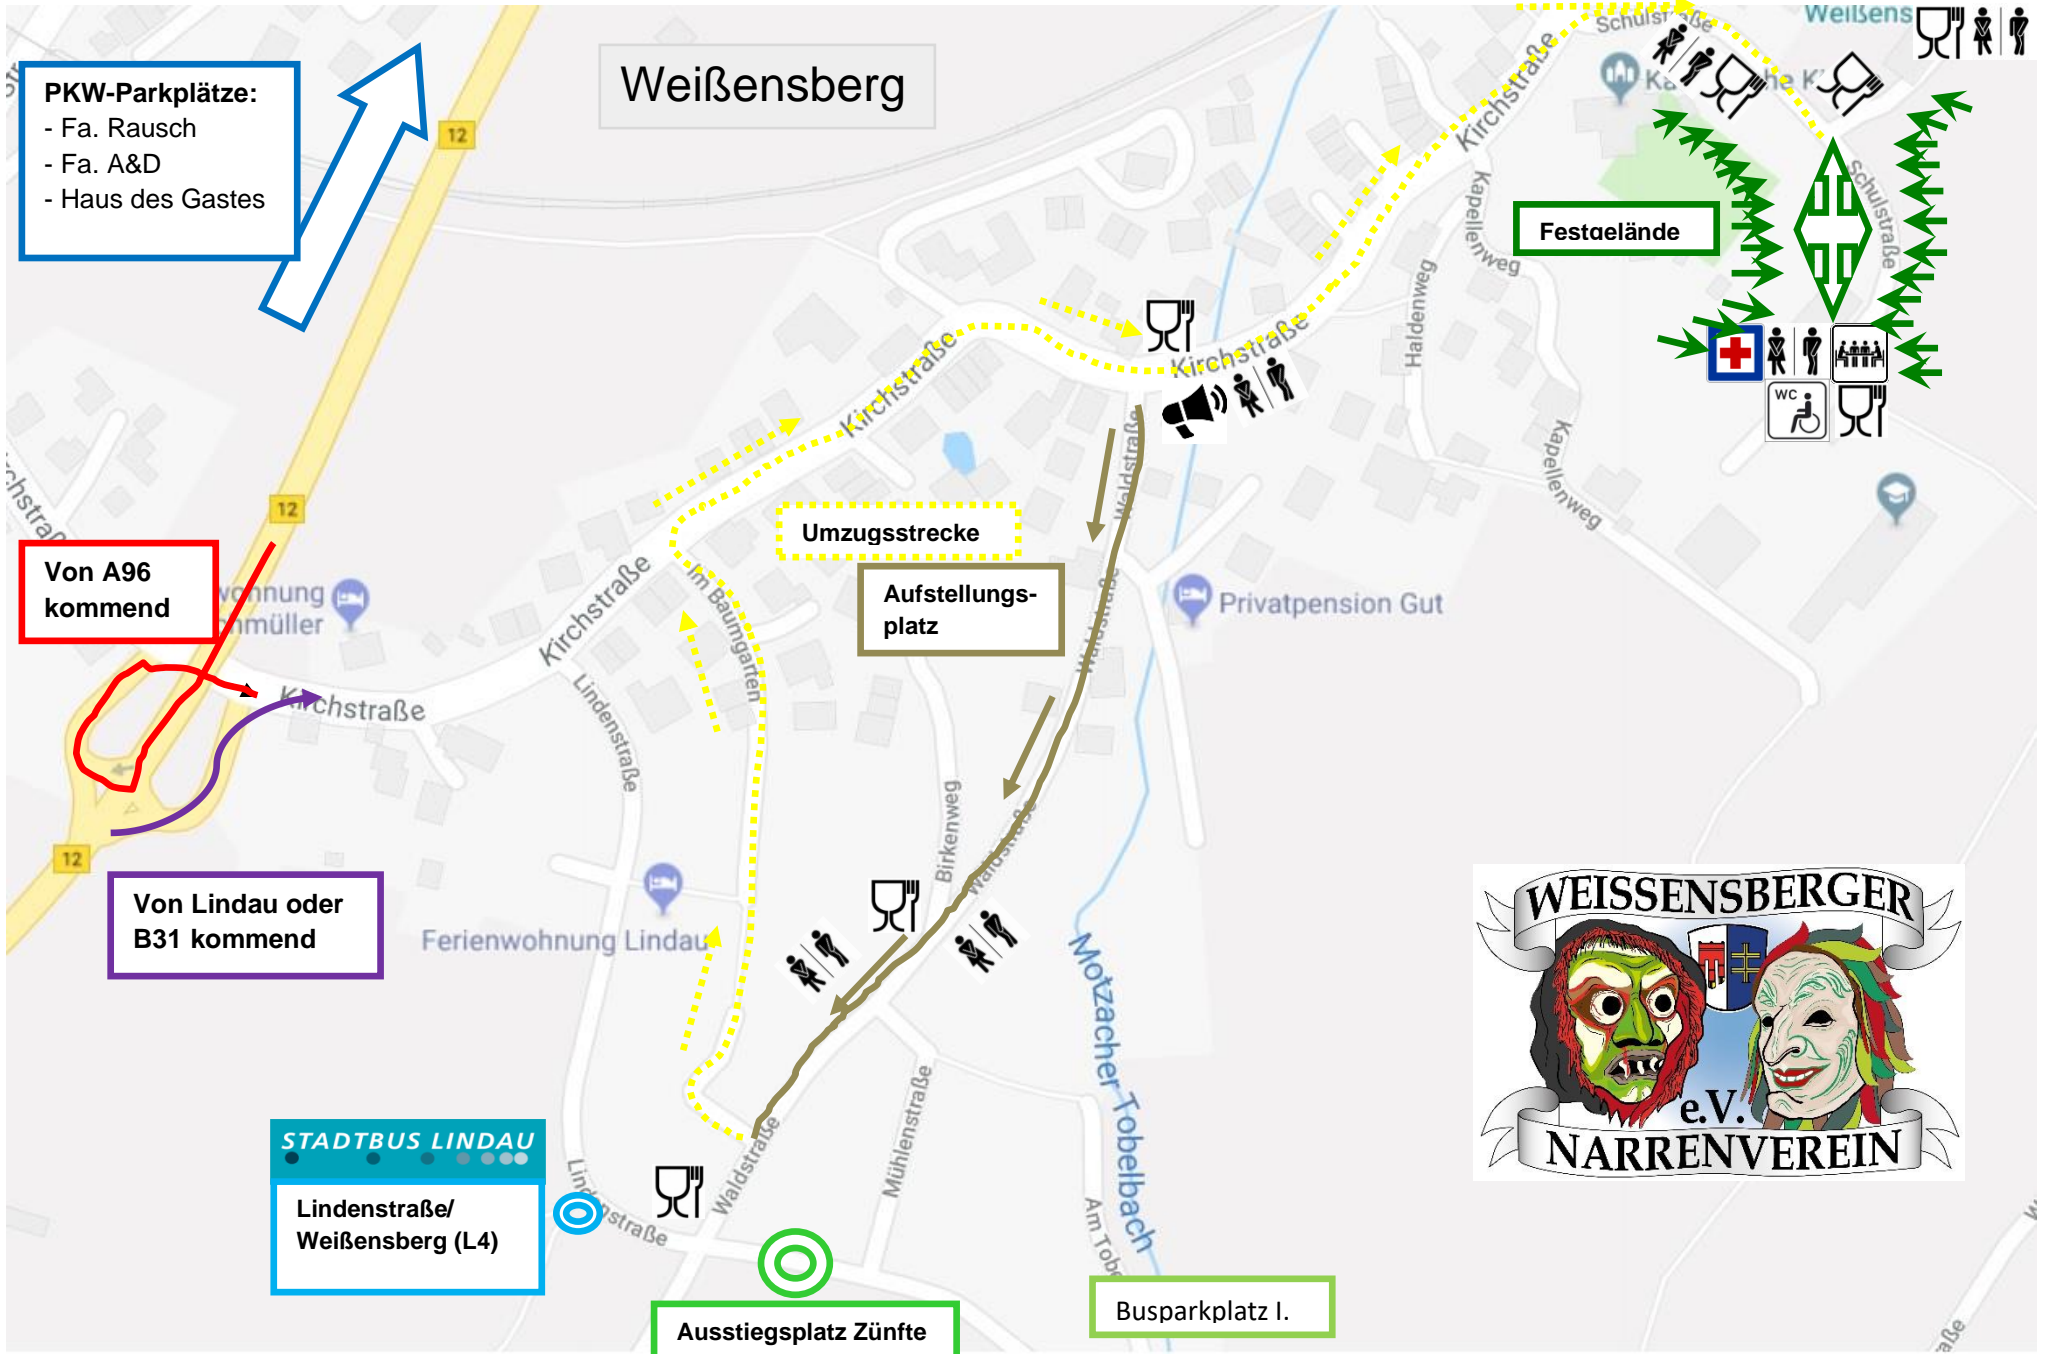 PKW-Parkplätze:
- Fa. Rausch
- Fa. A&D
- Haus des Gastes
Weißensberg
12
Schulstraße
Weißens
Kirchstraße
Kapellenweg
Haldenweg
Festgelände
Schulstraße
Kirchstraße
Kirchstraße
WC
Waldstraße
Kapellenweg
12
Umzugsstrecke
Von A96
kommend
Kirchstraße
Im Baumgarten
Aufstellungs-
platz
Waldstraße
Privatpension Gut
Kirchstraße
Lindenstraße
Birkenweg
Waldstraße
12
Von Lindau oder
B31 kommend
Ferienwohnung Lindau
Motzacher Tobelbach
WEISSENSBERGER
e.V.
NARRENVEREIN
STADTBUS LINDAU
Lindenstraße/
Weißensberg (L4)
Lindenstraße
Waldstraße
Mühlenstraße
Am Tobe
Ausstiegsplatz Zünfte
Busparkplatz I.